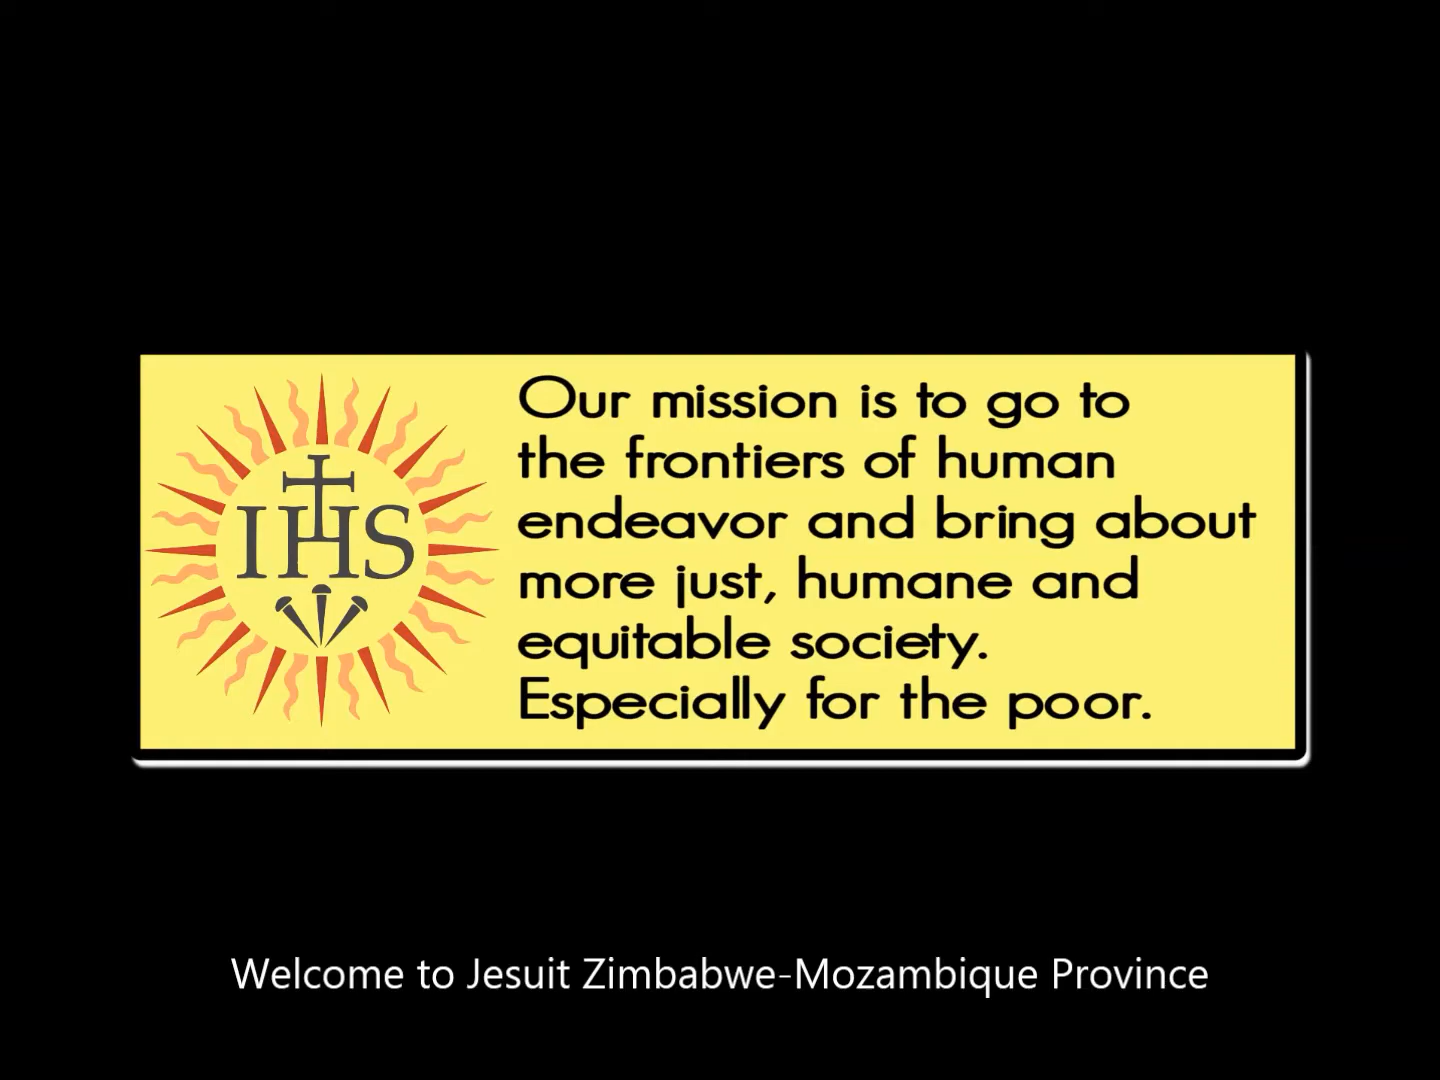 IHS
Our mission is to go to
the frontiers of human
endeavor and bring about
more just, humane and
equitable society.
Especially for the poor.
Welcome to Jesuit Zimbabwe-Mozambique Province